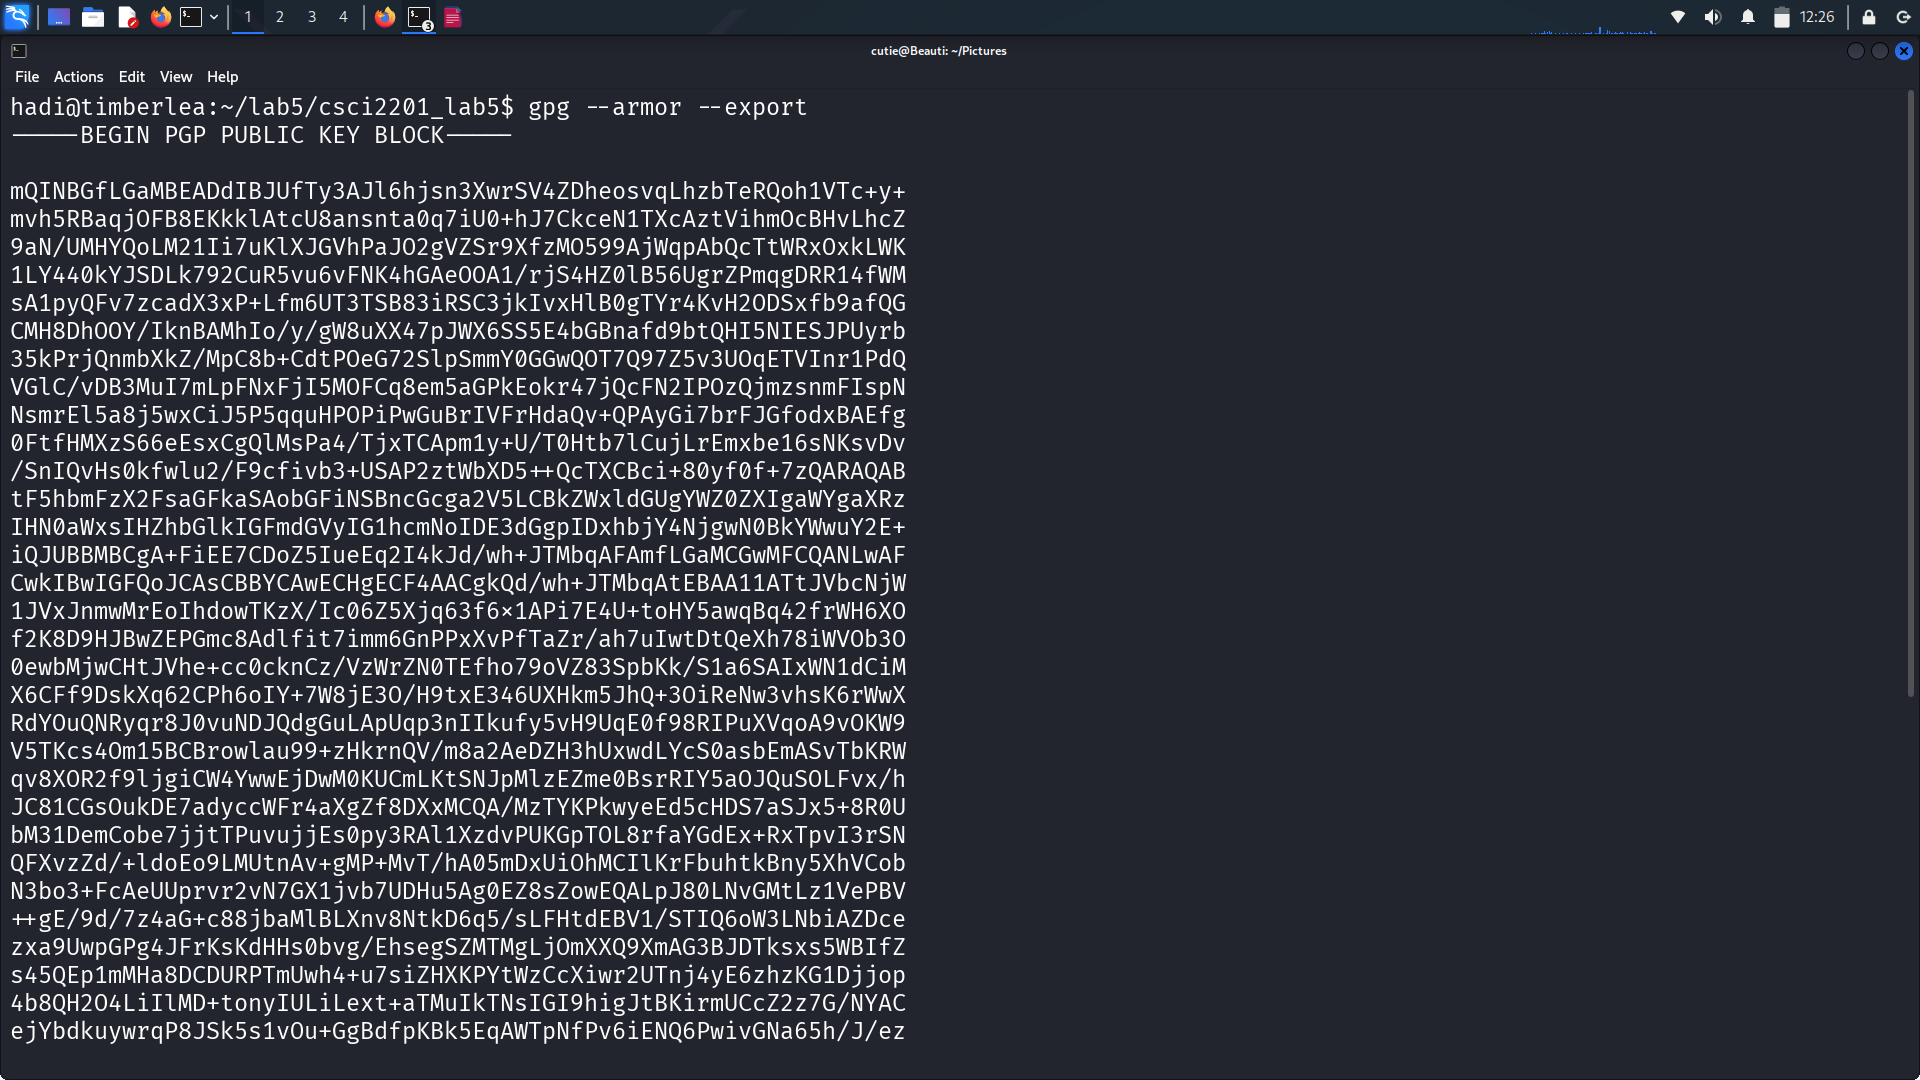 1 2 3 4
3
12:26
cutie@Beauti: ~/Pictures
File Actions Edit View Help
hadi@timberlea:~/lab5/csci2201_lab5$ gpg --armor --export
-----BEGIN PGP PUBLIC KEY BLOCK-----
mQINBGfLGaMBEADdIBJUfTy3AJl6hjsn3XwrSV4ZDheosvqLhzbTeRQoh1VTc+y+
mvh5RBaqjOFB8EKkklAtcU8ansnta0q7iU0+hJ7CkceN1TXcAztVihmOcBHvLhcZ
9aN/UMHYQoLM21Ii7uKlXJGVhPaJO2gVZSr9XfzMO599AjWqpAbQcTtWRxOxkLWK
1LY440kYJSDLk792CuR5vu6vFNK4hGAeOOA1/rjS4HZ0lB56UgrZPmqgDRR14fWM
sA1pyQFv7zcadX3xP+Lfm6UT3TSB83iRSC3jkIvxHlB0gTYr4KvH2ODSxfb9afQG
CMH8DhOOY/IknBAMhIo/y/gW8uXX47pJWX6SS5E4bGBnafd9btQHI5NIESJPUyrb
35kPrjQnmbXkZ/MpC8b+CdtPOeG72SlpSmmY0GGwQOT7Q97Z5v3UOqETVInr1PdQ
VGlC/vDB3MuI7mLpFNxFjI5MOFCq8em5aGPkEokr47jQcFN2IPOzQjmzsnmFIspN
NsmrEl5a8j5wxCiJ5P5qquHPOPiPwGuBrIVFrHdaQv+QPAyGi7brFJGfodxBAEfg
0FtfHMXzS66eEsxCgQlMsPa4/TjxTCApm1y+U/T0Htb7lCujLrEmxbe16sNKsvDv
/SnIQvHs0kfwlu2/F9cfivb3+USAP2ztWbXD5++QcTXCBci+80yf0f+7zQARAQAB
tF5hbmFzX2FsaGFkaSAobGFiNSBncGcga2V5LCBkZWxldGUgYWZ0ZXIgaWYgaXRz
IHN0aWxsIHZhbGlkIGFmdGVyIG1hcmNoIDE3dGgpIDxhbjY4NjgwN0BkYWwuY2E+
iQJUBBMBCgA+FiEE7CDoZ5IueEq2I4kJd/wh+JTMbqAFAmfLGaMCGwMFCQANLwAF
CwkIBwIGFQoJCAsCBBYCAwECHgECF4AACgkQd/wh+JTMbqAtEBAA11ATtJVbcNjW
1JVxJnmwMrEoIhdowTKzX/Ic06Z5Xjq63f6x1APi7E4U+toHY5awqBq42frWH6XO
f2K8D9HJBwZEPGmc8Adlfit7imm6GnPPxXvPfTaZr/ah7uIwtDtQeXh78iWVOb3O
0ewbMjwCHtJVhe+cc0cknCz/VzWrZN0TEfho79oVZ83SpbKk/S1a6SAIxWN1dCiM
X6CFf9DskXq62CPh6oIY+7W8jE3O/H9txE346UXHkm5JhQ+3OiReNw3vhsK6rWwX
RdYOuQNRyqr8J0vuNDJQdgGuLApUqp3nIIkufy5vH9UqE0f98RIPuXVqoA9vOKW9
V5TKcs4Om15BCBrowlau99+zHkrnQV/m8a2AeDZH3hUxwdLYcS0asbEmASvTbKRW
qv8XOR2f9ljgiCW4YwwEjDwM0KUCmLKtSNJpMlzEZme0BsrRIY5aOJQuSOLFvx/h
JC81CGsOukDE7adyccWFr4aXgZf8DXxMCQA/MzTYKPkwyeEd5cHDS7aSJx5+8R0U
bM31DemCobe7jjtTPuvujjEs0py3RAl1XzdvPUKGpTOL8rfaYGdEx+RxTpvI3rSN
QFXvzZd/+ldoEo9LMUtnAv+gMP+MvT/hA05mDxUiOhMCIlKrFbuhtkBny5XhVCob
N3bo3+FcAeUUprvr2vN7GX1jvb7UDHu5Ag0EZ8sZowEQALpJ80LNvGMtLz1VePBV
++gE/9d/7z4aG+c88jbaMlBLXnv8NtkD6q5/sLFHtdEBV1/STIQ6oW3LNbiAZDce
zxa9UwpGPg4JFrKsKdHHs0bvg/EhsegSZMTMgLjOmXXQ9XmAG3BJDTksxs5WBIfZ
s45QEp1mMHa8DCDURPTmUwh4+u7siZHXKPYtWzCcXiwr2UTnj4yE6zhzKG1Djjop
4b8QH2O4LiIlMD+tonyIULiLext+aTMuIkTNsIGI9higJtBKirmUCcZ2z7G/NYAC
ejYbdkuywrqP8JSk5s1vOu+GgBdfpKBk5EqAWTpNfPv6iENQ6PwivGNa65h/J/ez